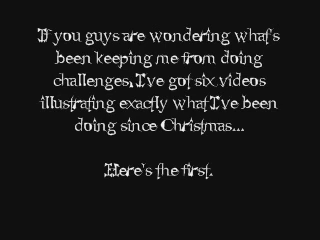 If you guys are wondering what's
been keeping me from doing
challenges, I've got six videos
illustrating exactly what I've been
doing since Christmas...
Here's the first.